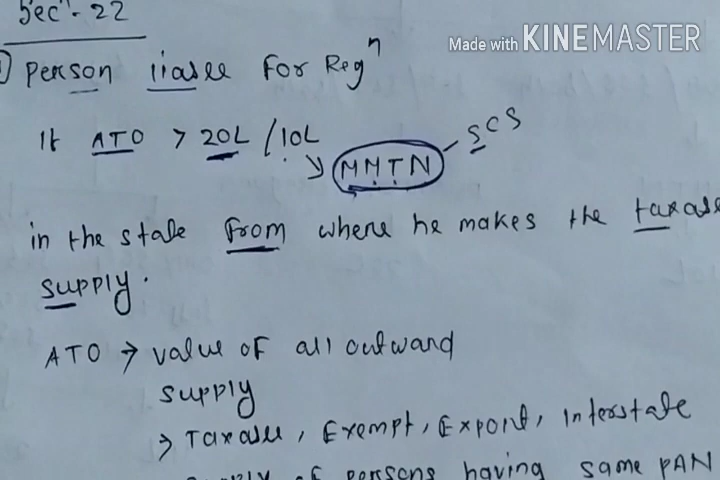 Sec - 22
Made with KINEMASTER
Person liable For Regn
If ATO > 20L / 10L
MMTN - SCS
in the state From where he makes the taxable
supply.
ATO → value of all outward
supply
> Taxable, Exempt, Export, Interstate
supply of persons having same PAN